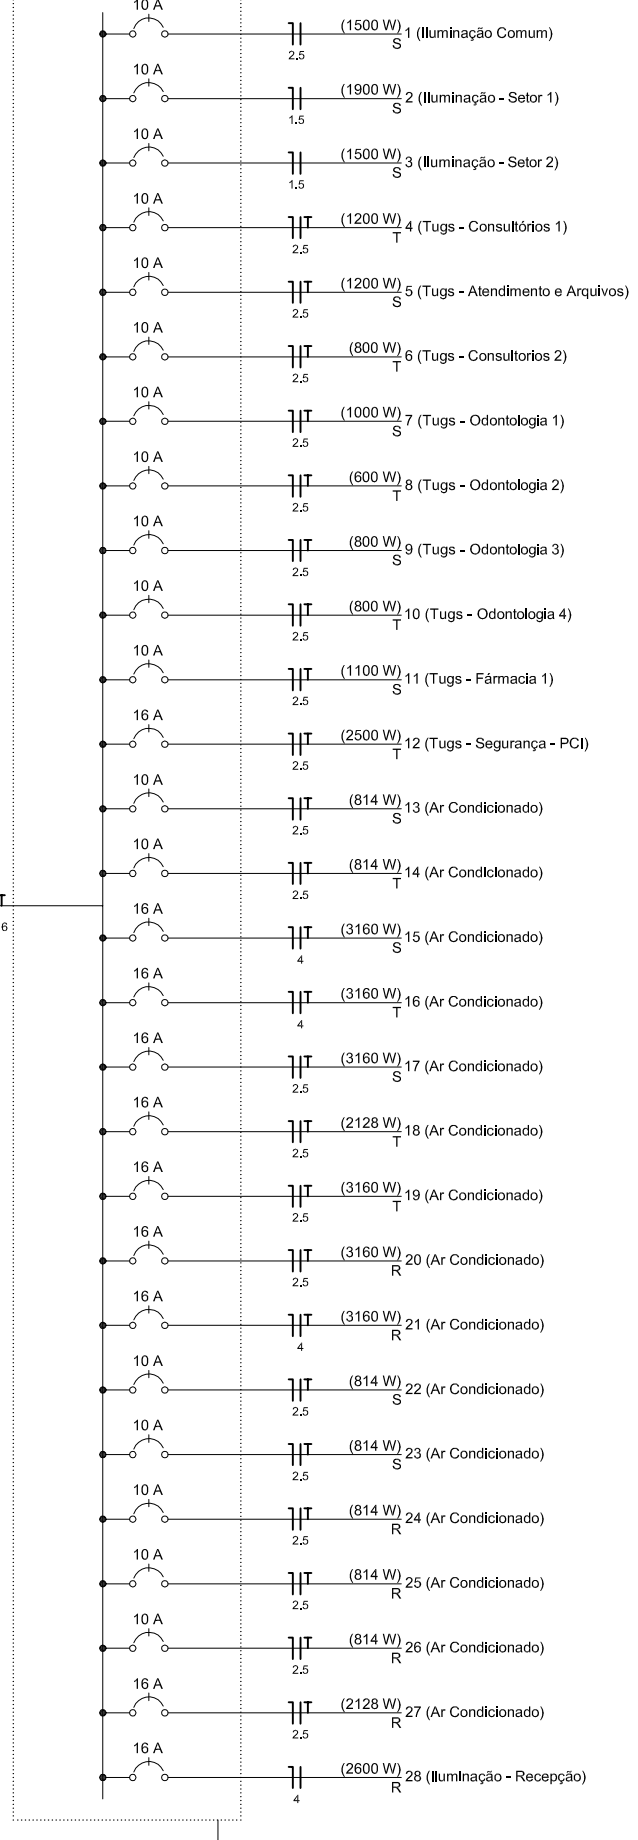 10 A
(1500 W) 1 (Iluminação Comum)
2.5 S
10 A
(1900 W) 2 (Iluminação - Setor 1)
1.5 S
10 A
(1500 W) 3 (Iluminação - Setor 2)
1.5 S
10 A
T (1200 W) 4 (Tugs - Consultórios 1)
2.5 T
10 A
T (1200 W) 5 (Tugs - Atendimento e Arquivos)
2.5 S
10 A
T (800 W) 6 (Tugs - Consultorios 2)
2.5 T
10 A
T (1000 W) 7 (Tugs - Odontologia 1)
2.5 S
10 A
T (600 W) 8 (Tugs - Odontologia 2)
2.5 T
10 A
T (800 W) 9 (Tugs - Odontologia 3)
2.5 S
10 A
T (800 W) 10 (Tugs - Odontologia 4)
2.5 T
10 A
T (1100 W) 11 (Tugs - Fármacia 1)
2.5 S
16 A
T (2500 W) 12 (Tugs - Segurança - PCI)
2.5 T
10 A
T (814 W) 13 (Ar Condicionado)
2.5 S
10 A
T (814 W) 14 (Ar Condicionado)
2.5 T
T
6
16 A
T (3160 W) 15 (Ar Condicionado)
4 S
16 A
T (3160 W) 16 (Ar Condicionado)
4 T
16 A
T (3160 W) 17 (Ar Condicionado)
2.5 S
16 A
T (2128 W) 18 (Ar Condicionado)
2.5 T
16 A
T (3160 W) 19 (Ar Condicionado)
2.5 T
16 A
T (3160 W) 20 (Ar Condicionado)
2.5 R
16 A
T (3160 W) 21 (Ar Condicionado)
4 R
10 A
T (814 W) 22 (Ar Condicionado)
2.5 S
10 A
T (814 W) 23 (Ar Condicionado)
2.5 S
10 A
T (814 W) 24 (Ar Condicionado)
2.5 R
10 A
T (814 W) 25 (Ar Condicionado)
2.5 R
10 A
T (814 W) 26 (Ar Condicionado)
2.5 R
16 A
T (2128 W) 27 (Ar Condicionado)
2.5 R
16 A
(2600 W) 28 (Iluminação - Recepção)
4 R